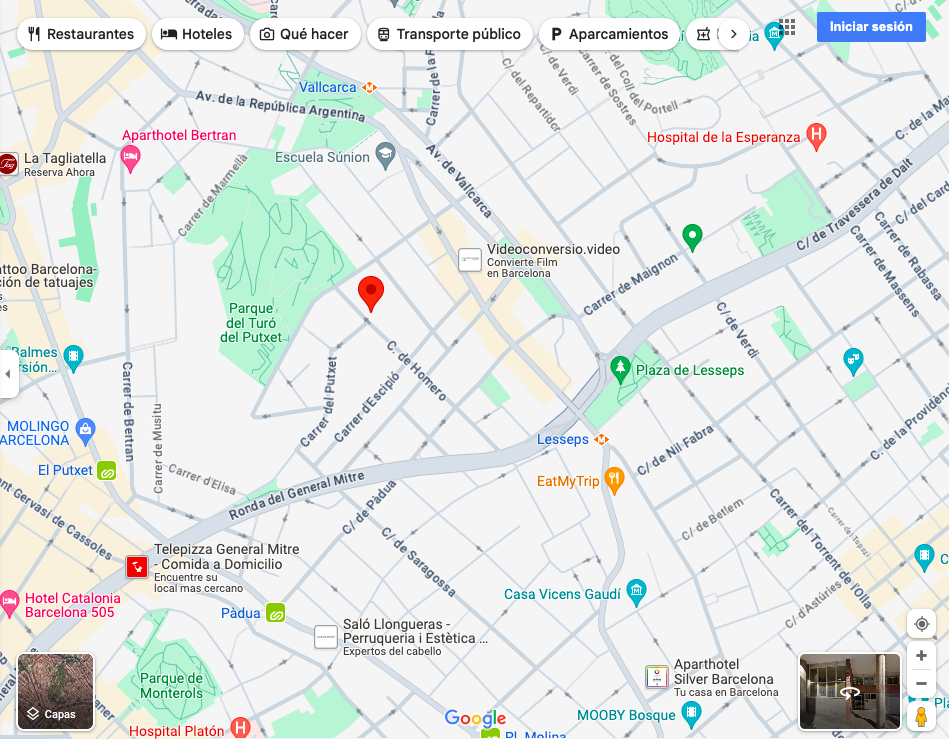 Restaurantes
Hoteles
Qué hacer
Transporte público
Aparcamientos
Iniciar sesión
Vallcarca
Av. de la República Argentina
C/ del Repartidor
C. de Verdi
Carrer de Sostres
C. del Coll del Portell
Aparthotel Bertran
La Tagliatella
Reserva Ahora
Escuela Súnion
Hospital de la Esperanza
H
Carrer de Marmellà
Av. de Vallcarca
C/ de Travessera de Dalt
Videoconversio.video
Convierte Film
en Barcelona
Carrer de Maignon
Carrer de Rabassa
Carrer de Massens
attoo Barcelona-
ción de tatuajes
Parque
del Turó
del Putxet
Balmes
C/ de Verdi
Plaza de Lesseps
C. de Homero
Carrer del Putxet
Carrer d'Escipió
Carrer de Bertran
Carrer de Musitu
MOLINGO
BARCELONA
Lesseps
C/ de Nil Fabra
C. de la Providència
El Putxet
Carrer d'Elisa
Ronda del General Mitre
EatMyTrip
C/ de Pàdua
C/ de Betlem
Carrer de Topazi
Carrer del Torrent de l'Olla
C/ de Saragossa
Telepizza General Mitre
- Comida a Domicilio
Encuentre su
local mas cercano
Hotel Catalonia
Barcelona 505
Pàdua
Casa Vicens Gaudí
C/ d'Astúries
Saló Llongueras -
Perruqueria i Estètica ...
Expertos del cabello
Parque de
Monterols
Aparthotel
Silver Barcelona
Tu casa en Barcelona
Capas
Google
MOOBY Bosque
Hospital Platón
H
Pl. Molina